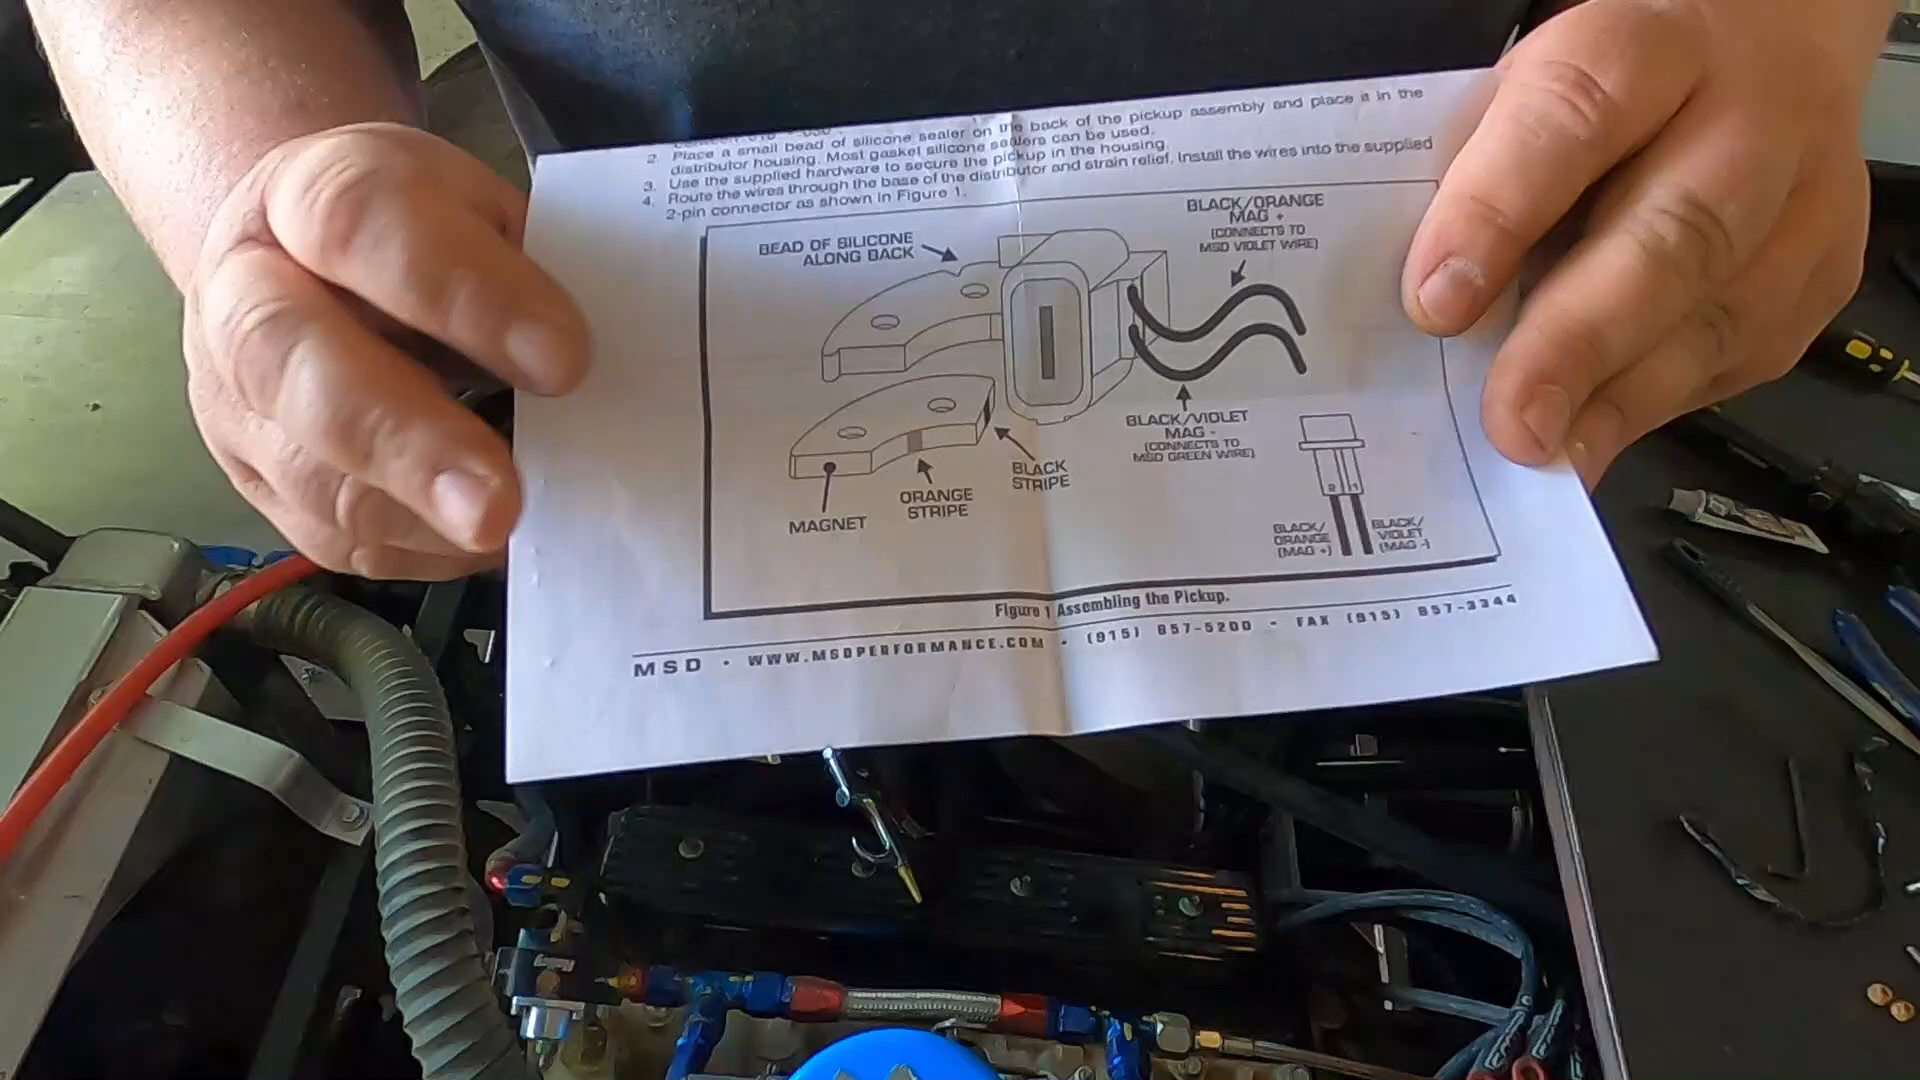 2. Place a small bead of silicone sealer on the back of the pickup assembly and place it in the
distributor housing. Most gasket silicone sealers can be used.
3. Use the supplied hardware to secure the pickup in the housing.
4. Route the wires through the base of the distributor and strain relief. Install the wires into the supplied
2-pin connector as shown in Figure 1.
BEAD OF SILICONE
ALONG BACK
BLACK/ORANGE
MAG +
(CONNECTS TO
MSD VIOLET WIRE)
BLACK/VIOLET
MAG -
(CONNECTS TO
MSD GREEN WIRE)
BLACK
STRIPE
ORANGE
STRIPE
MAGNET
2 1
BLACK/
ORANGE
(MAG +)
BLACK/
VIOLET
(MAG -)
Figure 1 Assembling the Pickup.
MSD • WWW.MSDPERFORMANCE.COM • (915) 857-5200 • FAX (915) 857-3344